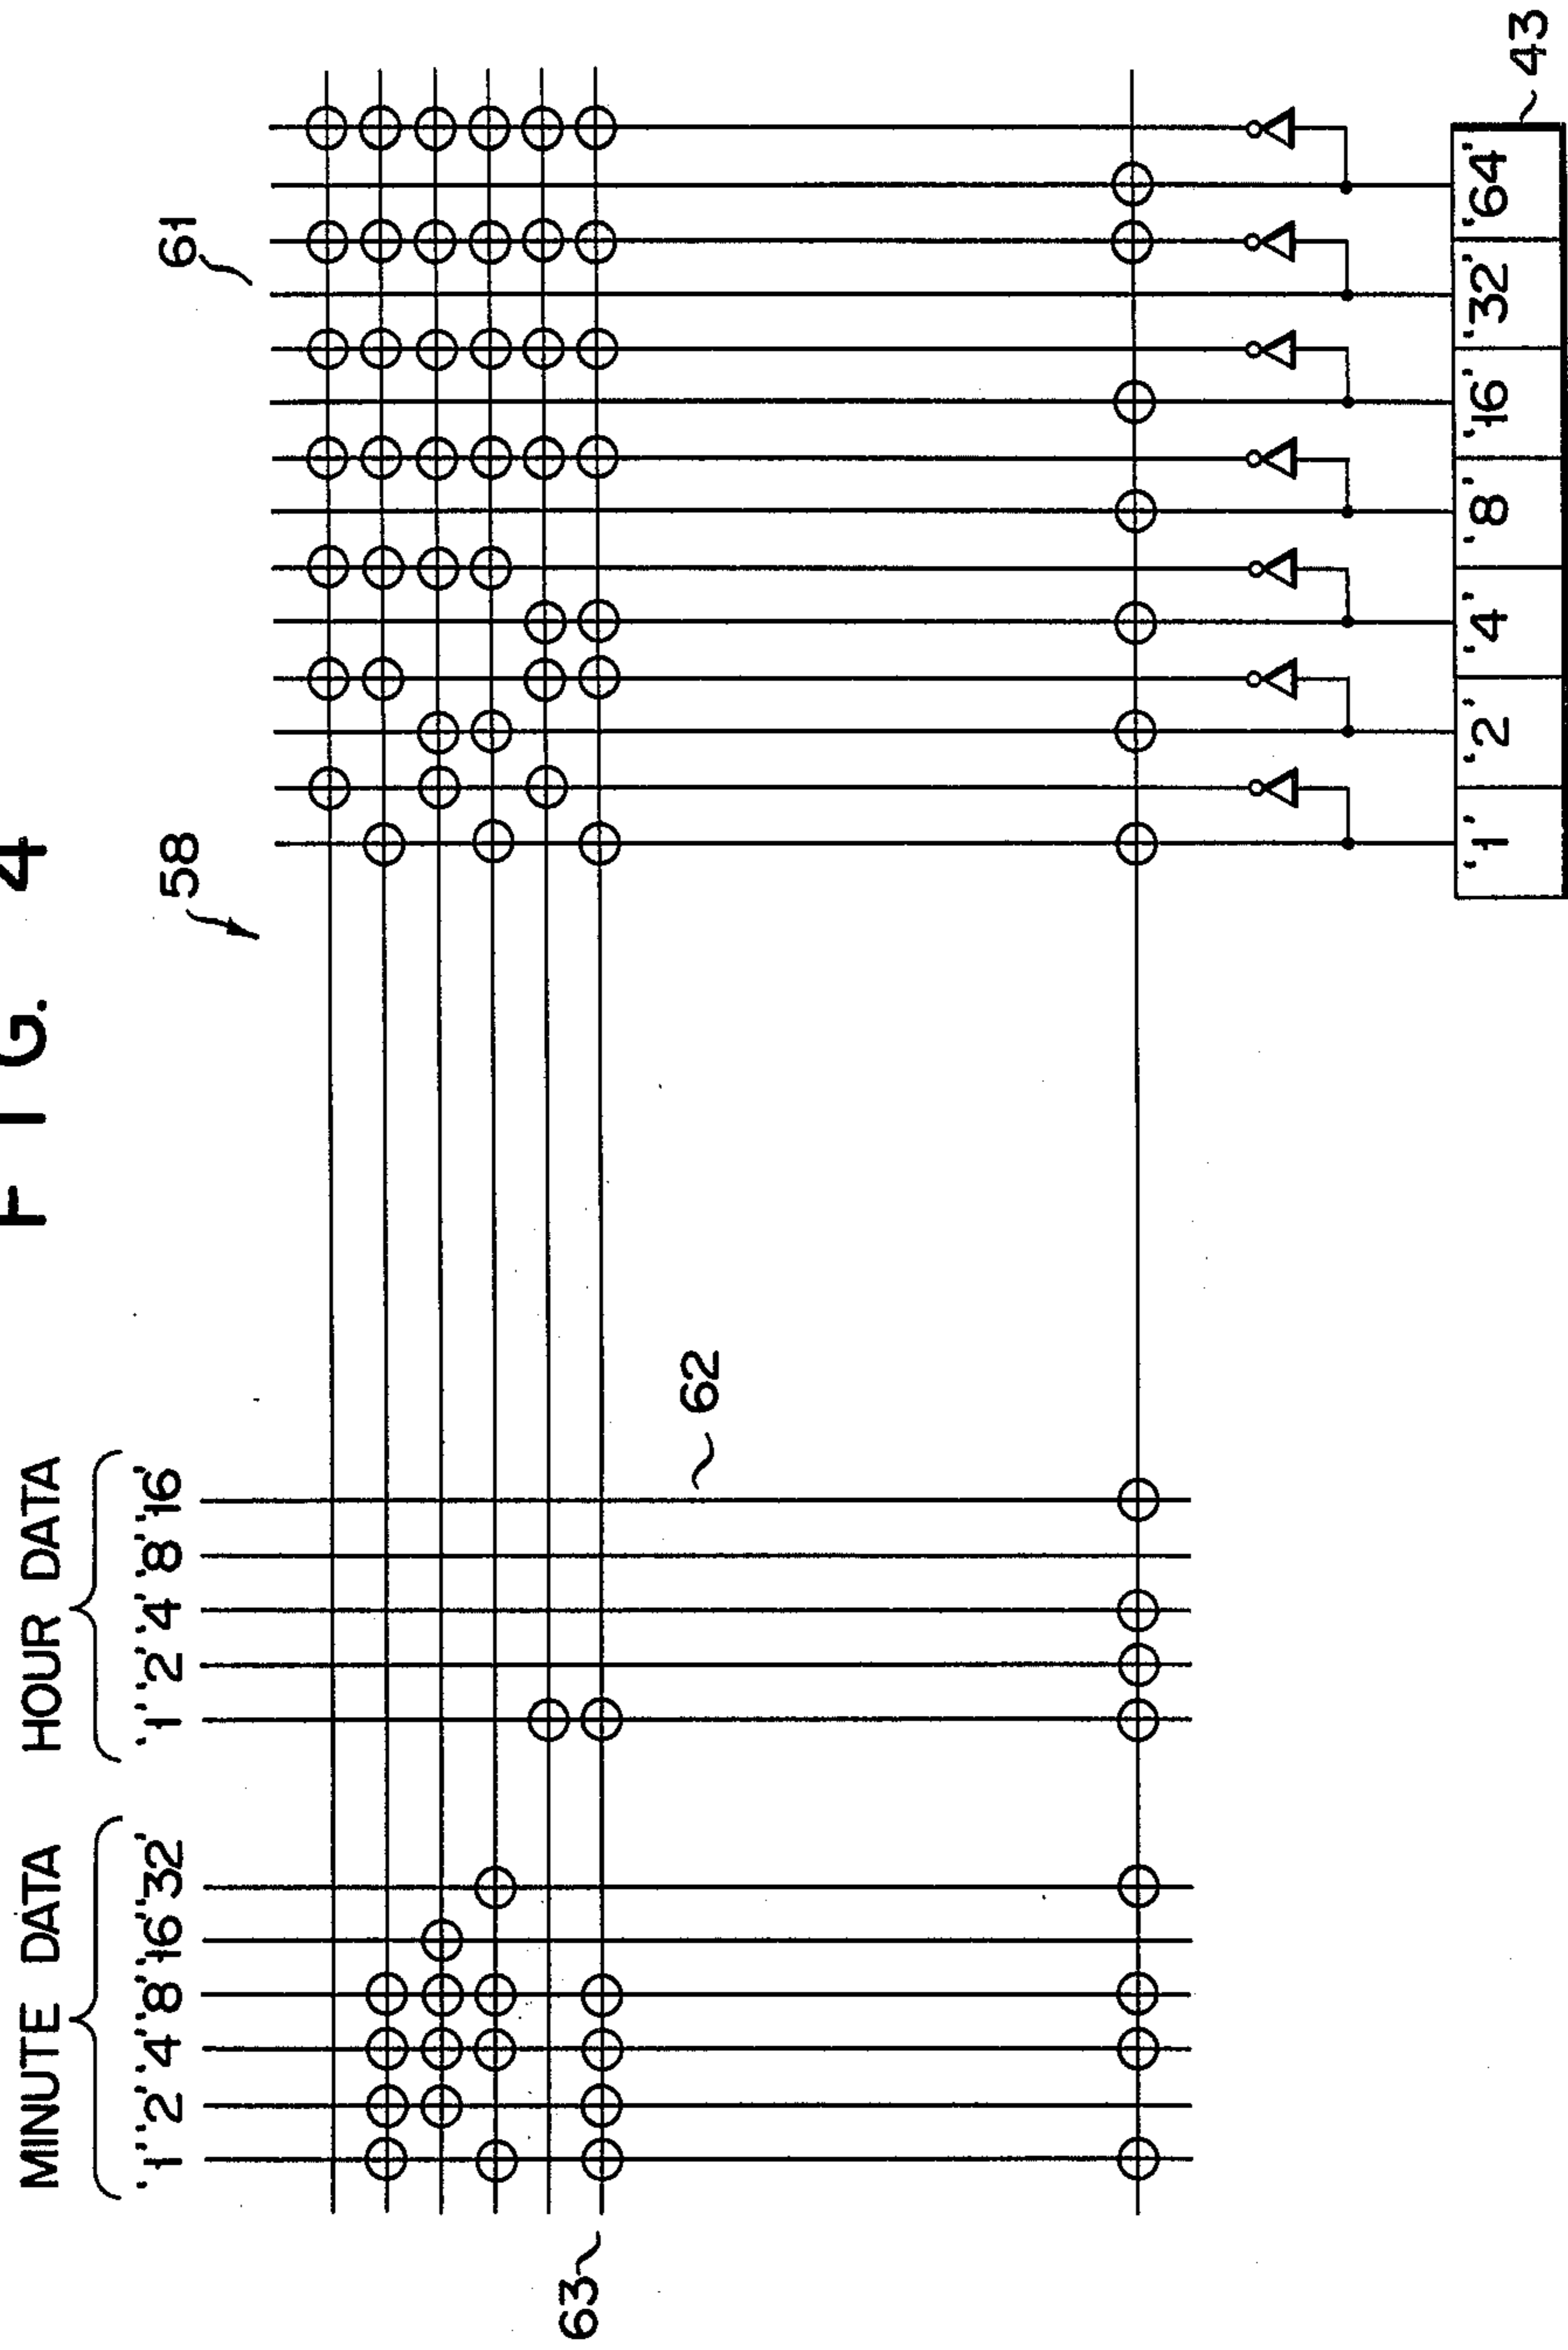 FIG. 4
MINUTE DATA HOUR DATA
'1' '2' '4' '8' '16' '32' '1' '2' '4' '8' '16'
58
61
62
63
'1' '2' '4' '8' '16' '32' '64'
43